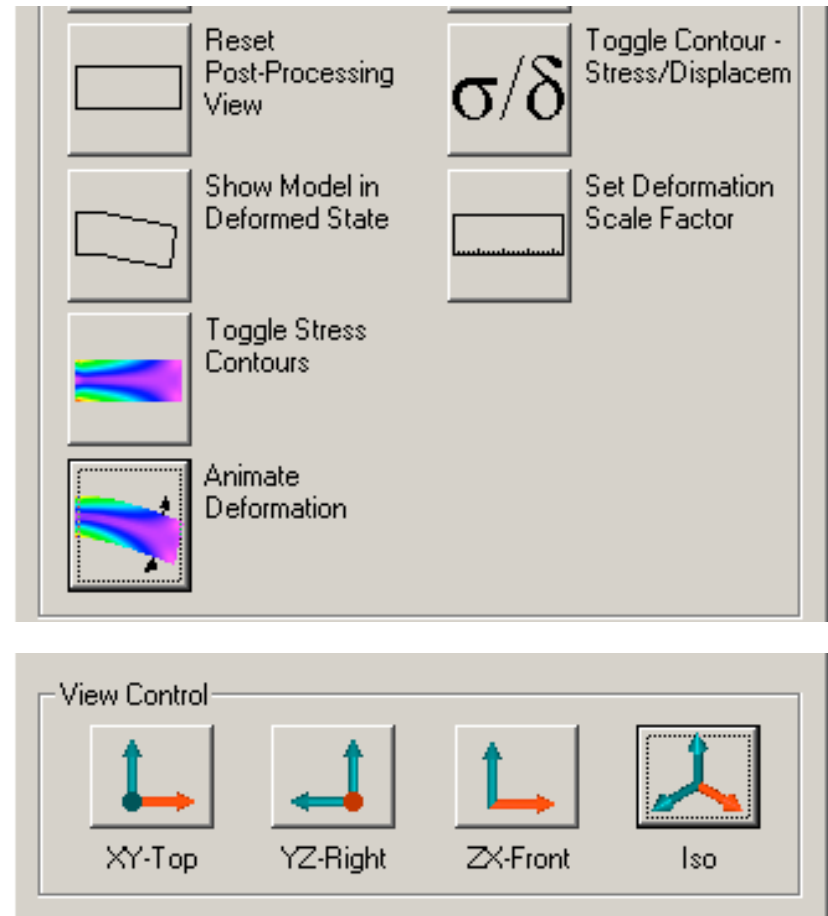 Reset
Post-Processing
View
σ/δ
Toggle Contour -
Stress/Displacem
Show Model in
Deformed State
Set Deformation
Scale Factor
Toggle Stress
Contours
Animate
Deformation
View Control
XY-Top
YZ-Right
ZX-Front
Iso